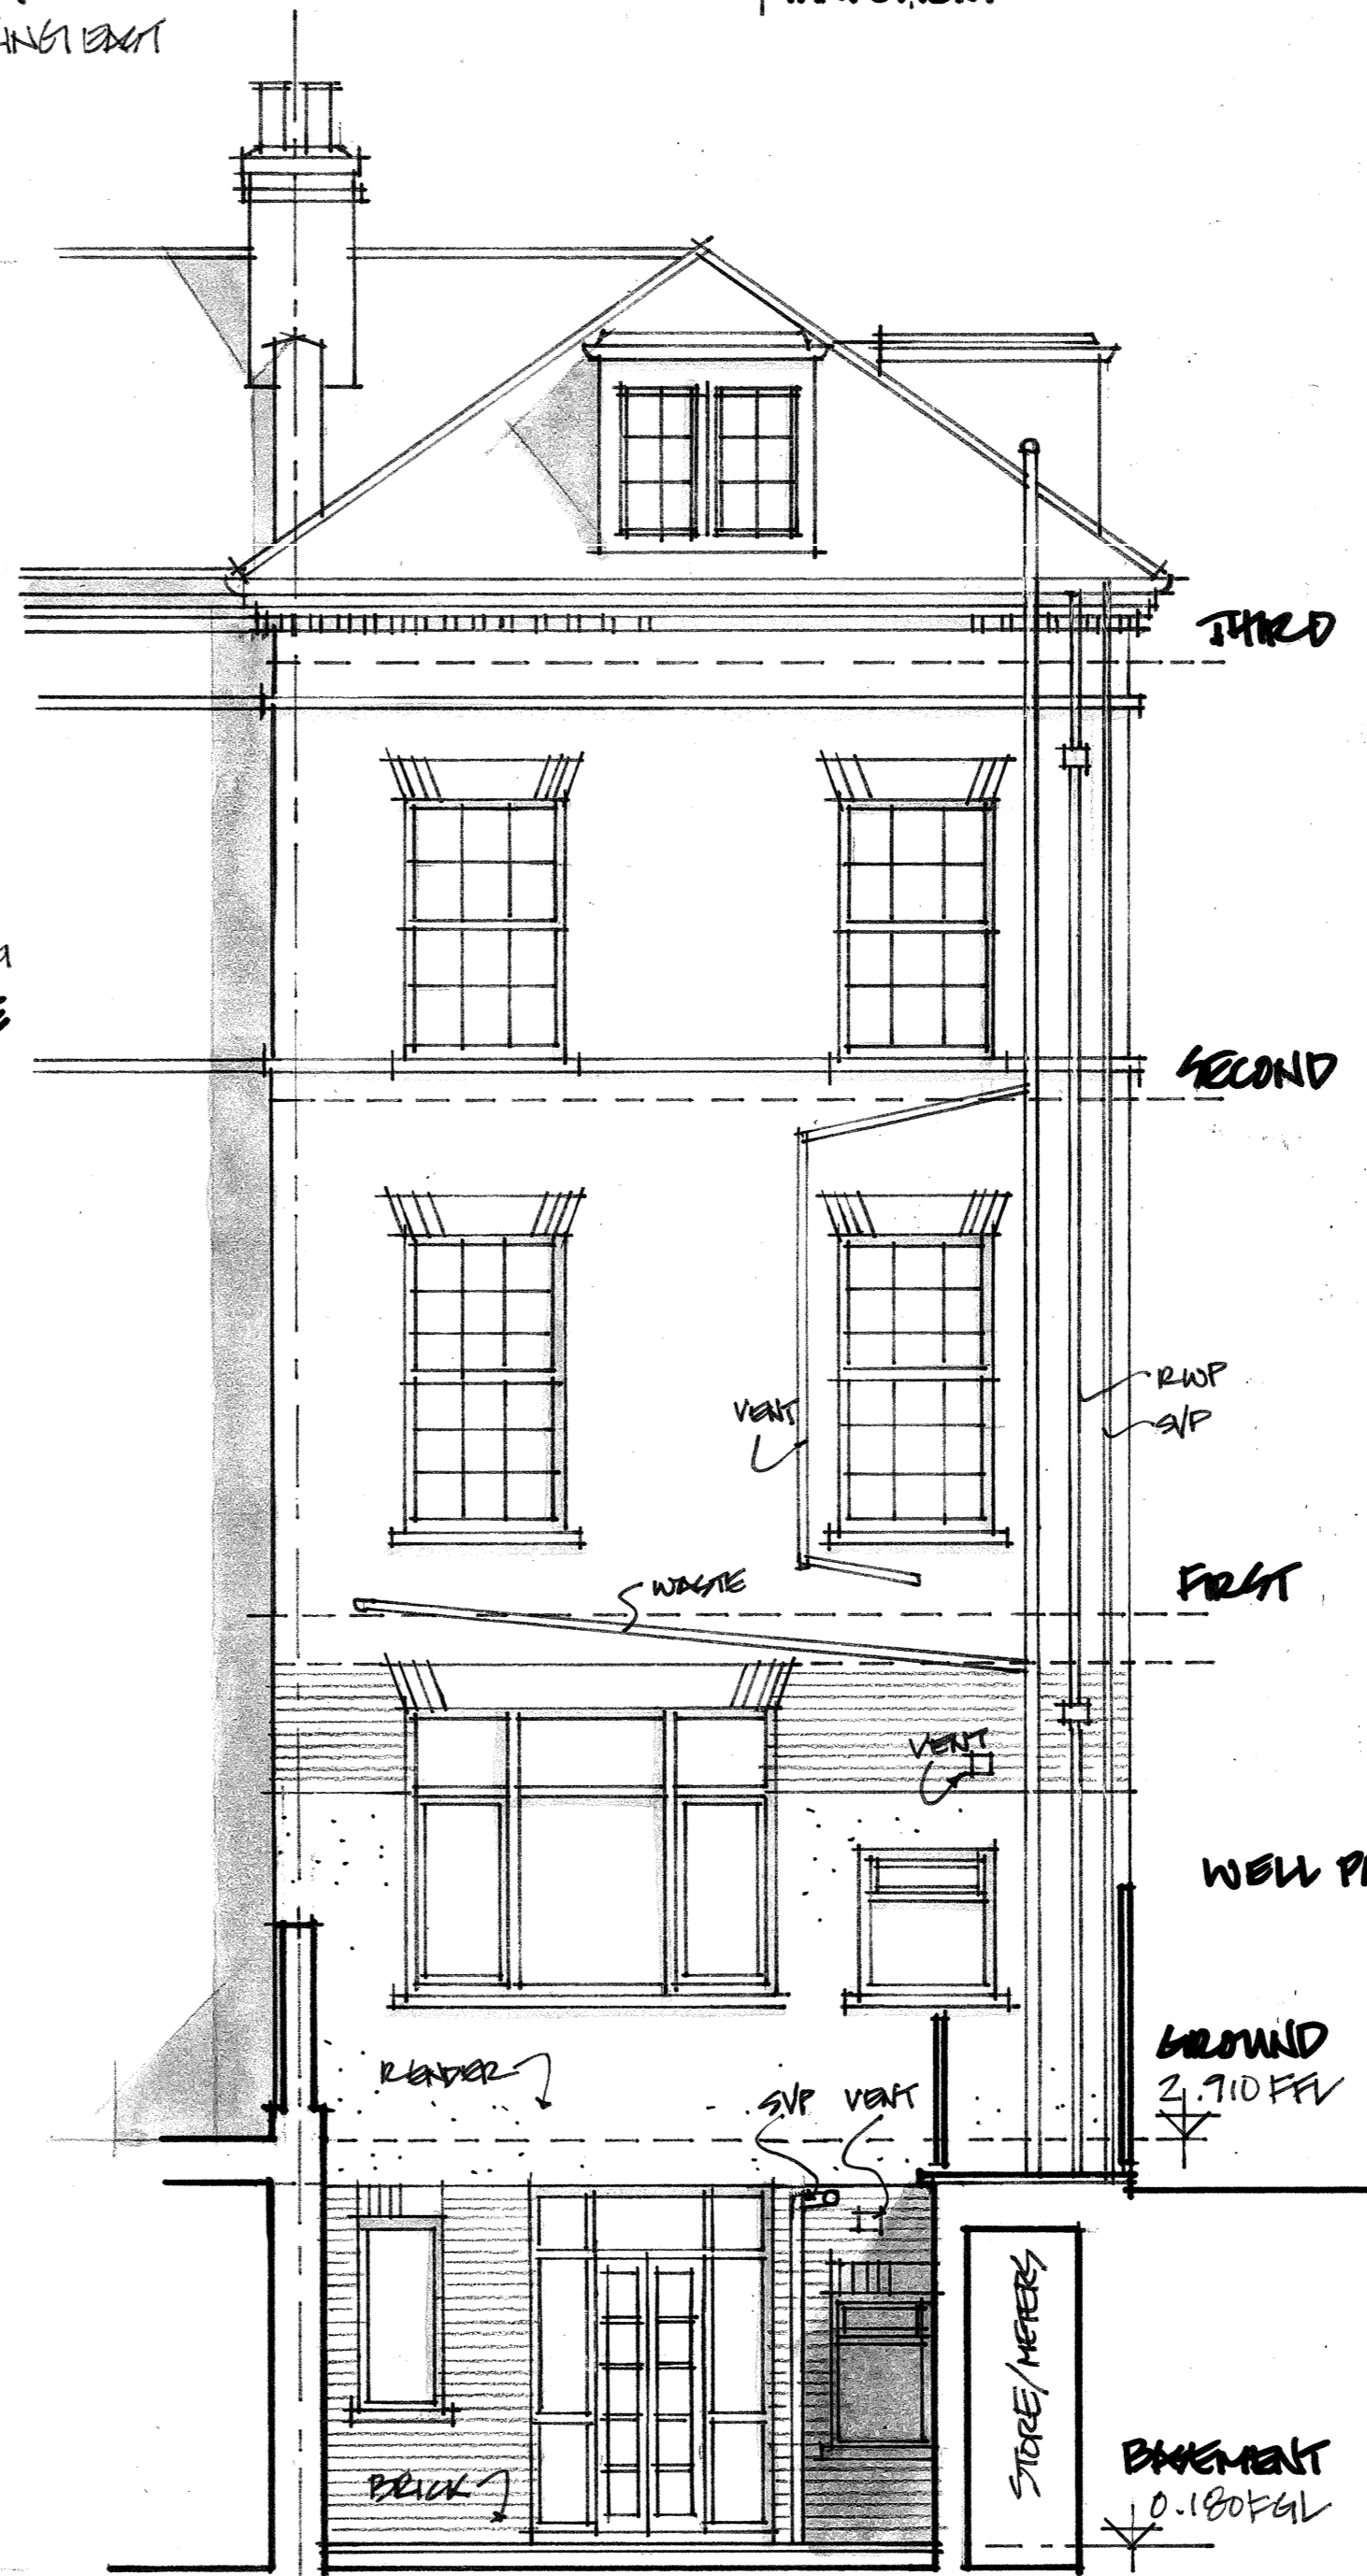 EAST
THIRD
SECOND
RWP
VENT
SVP
FIRST
WASTE
VENT
WELL
GROUND
RENDER
2.910 FFL
SVP VENT
STORE/METERS
BRICK
BASEMENT
0.180 FGL